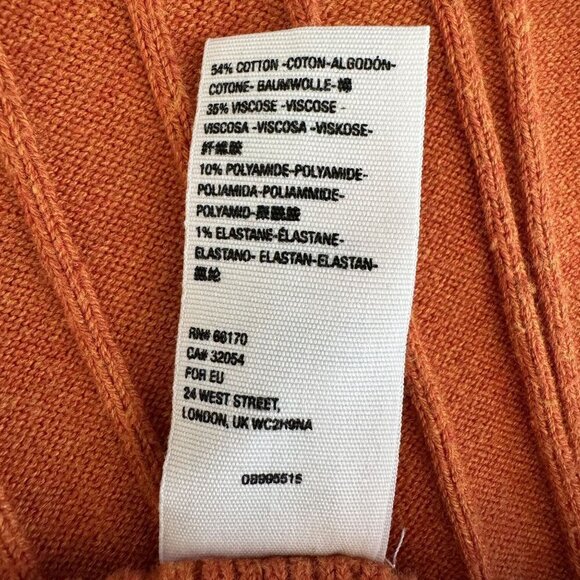 54% COTTON -COTON-ALGODÓN-
COTONE- BAUMWOLLE-棉
35% VISCOSE -VISCOSE -
VISCOSA -VISCOSA -VISKOSE-
纤维胶
10% POLYAMIDE-POLYAMIDE-
POLIAMIDA-POLIAMMIDE-
POLYAMID-聚酰胺
1% ELASTANE-ÉLASTANE-
ELASTANO- ELASTAN-ELASTAN-
氨纶
RN# 66170
CA# 32054
FOR EU
24 WEST STREET,
LONDON, UK WC2H9NA
OB995516